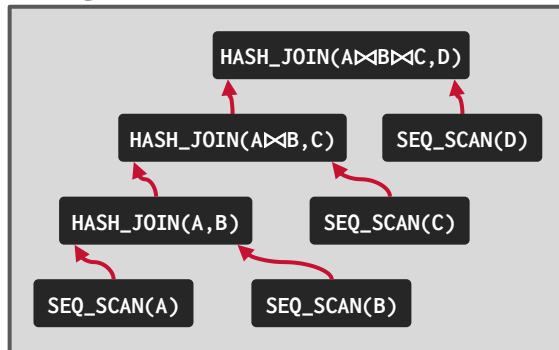 HASH_JOIN(A⋈B⋈C,D)
HASH_JOIN(A⋈B,C)
SEQ_SCAN(D)
HASH_JOIN(A,B)
SEQ_SCAN(C)
SEQ_SCAN(A)
SEQ_SCAN(B)